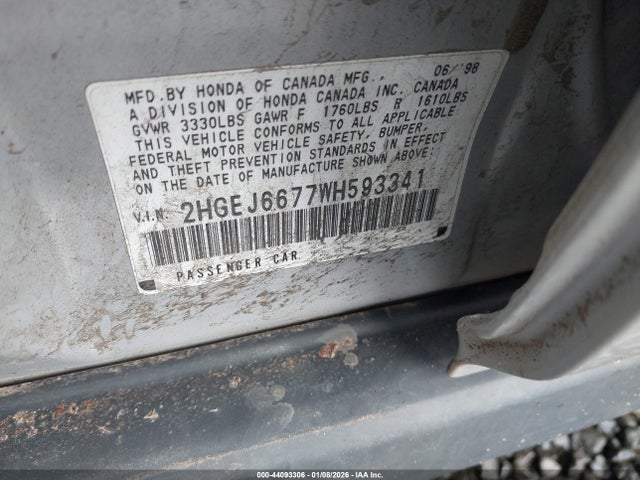 MFD. BY HONDA OF CANADA MFG., 06/'98
A DIVISION OF HONDA CANADA INC. CANADA
GVWR 3330LBS GAWR F 1760LBS R 1610LBS
THIS VEHICLE CONFORMS TO ALL APPLICABLE
FEDERAL MOTOR VEHICLE SAFETY, BUMPER,
AND THEFT PREVENTION STANDARDS IN EFFECT
ON THE DATE OF MANUFACTURE SHOWN ABOVE:
V.I.N. 2HGEJ6677WH593341
PASSENGER CAR
000-44093306 - 01/08/2026 - IAA Inc.